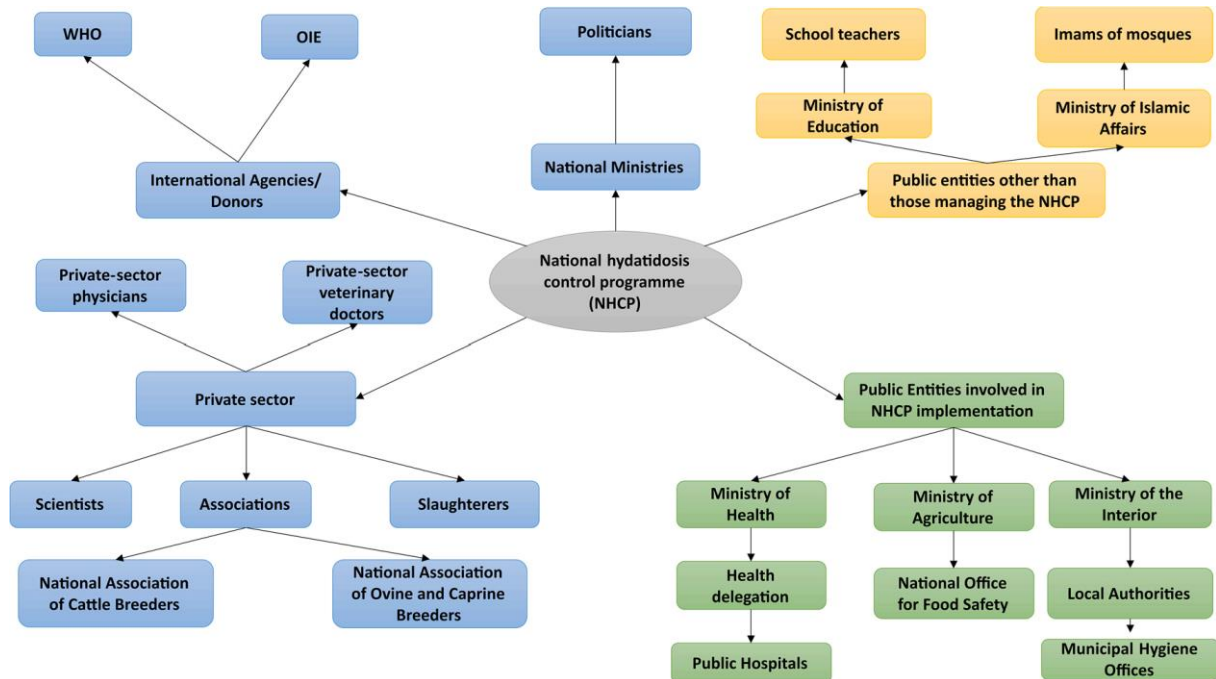 WHO
OIE
Politicians
School teachers
Imams of mosques
Ministry of
Education
Ministry of Islamic
Affairs
International Agencies/
Donors
National Ministries
Public entities other than
those managing the NHCP
National hydatidosis
control programme
(NHCP)
Private-sector
physicians
Private-sector
veterinary
doctors
Private sector
Public Entities involved in
NHCP implementation
Scientists
Associations
Slaughterers
Ministry of
Health
Ministry of
Agriculture
Ministry of the
Interior
National Association
of Cattle Breeders
National Association
of Ovine and Caprine
Breeders
Health
delegation
National Office
for Food Safety
Local Authorities
Public Hospitals
Municipal Hygiene
Offices